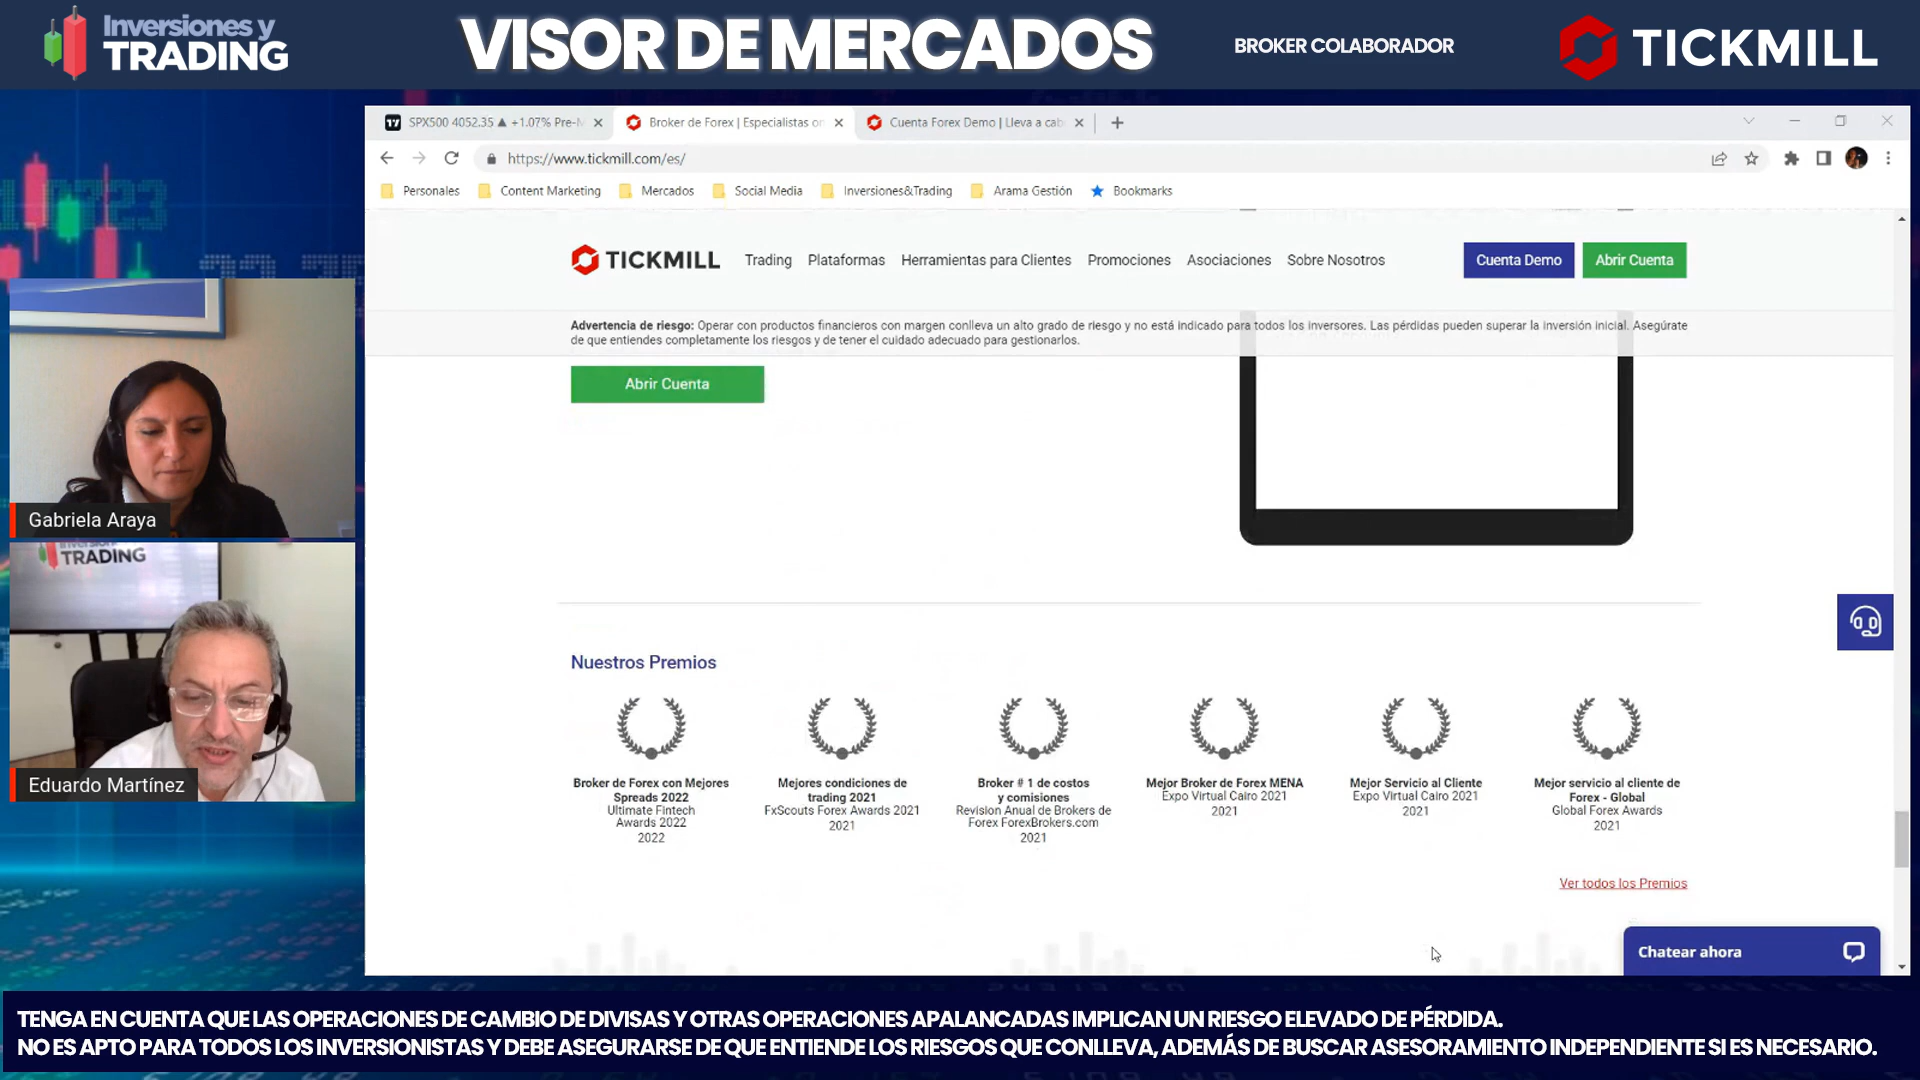 Inversiones y
TRADING
VISOR DE MERCADOS
BROKER COLABORADOR
TICKMILL
SPX500 4052.35 ▲ +1.07% Pre-M
Broker de Forex | Especialistas on
Cuenta Forex Demo | Lleva a cab
https://www.tickmill.com/es/
Personales
Content Marketing
Mercados
Social Media
Inversiones&Trading
Arama Gestión
Bookmarks
TICKMILL
Trading
Plataformas
Herramientas para Clientes
Promociones
Asociaciones
Sobre Nosotros
Cuenta Demo
Abrir Cuenta
Advertencia de riesgo: Operar con productos financieros con margen conlleva un alto grado de riesgo y no está indicado para todos los inversores. Las pérdidas pueden superar la inversión inicial. Asegúrate
de que entiendes completamente los riesgos y de tener el cuidado adecuado para gestionarlos.
Abrir Cuenta
Gabriela Araya
TRADING
Eduardo Martínez
Nuestros Premios
Broker de Forex con Mejores
Spreads 2022
Ultimate Fintech
Awards 2022
2022
Mejores condiciones de
trading 2021
FxScouts Forex Awards 2021
2021
Broker # 1 de costos
y comisiones
Revision Anual de Brokers de
Forex ForexBrokers.com
2021
Mejor Broker de Forex MENA
Expo Virtual Cairo 2021
2021
Mejor Servicio al Cliente
Expo Virtual Cairo 2021
2021
Mejor servicio al cliente de
Forex - Global
Global Forex Awards
2021
Ver todos los Premios
Chatear ahora
TENGA EN CUENTA QUE LAS OPERACIONES DE CAMBIO DE DIVISAS Y OTRAS OPERACIONES APALANCADAS IMPLICAN UN RIESGO ELEVADO DE PÉRDIDA.
NO ES APTO PARA TODOS LOS INVERSIONISTAS Y DEBE ASEGURARSE DE QUE ENTIENDE LOS RIESGOS QUE CONLLEVA, ADEMÁS DE BUSCAR ASESORAMIENTO INDEPENDIENTE SI ES NECESARIO.